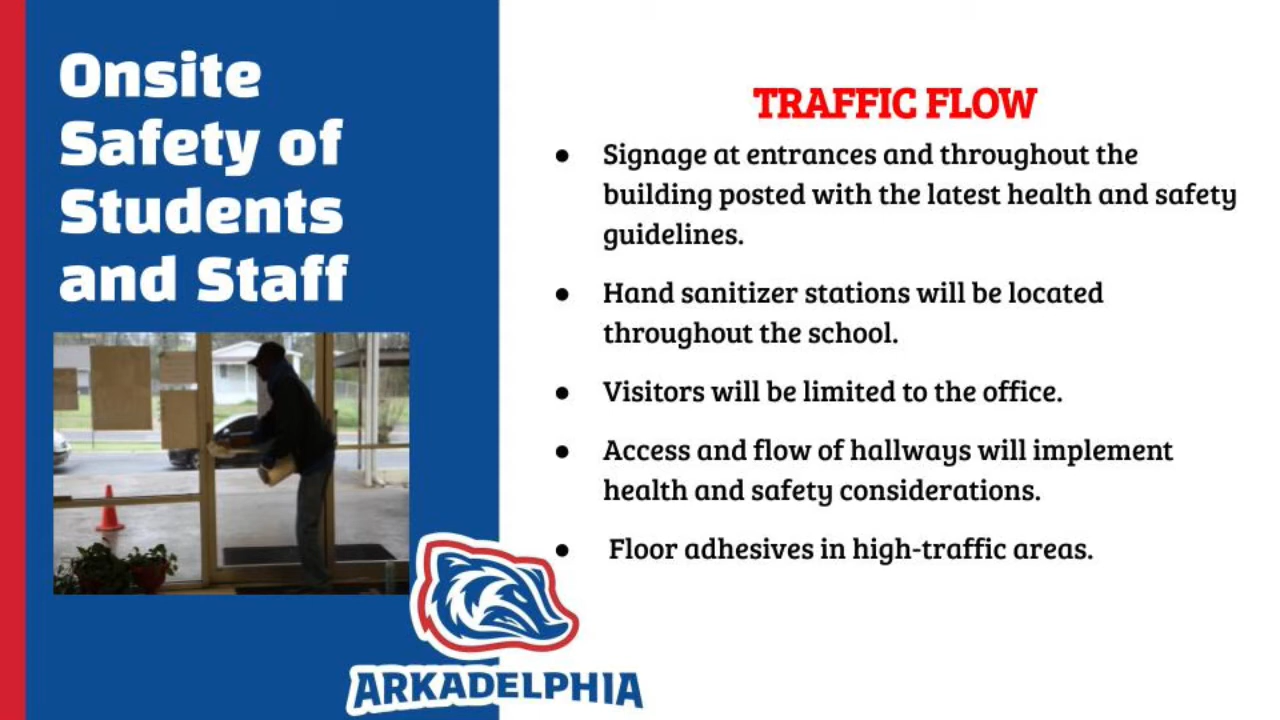 Onsite
Safety of
Students
and Staff
TRAFFIC FLOW
● Signage at entrances and throughout the
building posted with the latest health and safety
guidelines.
● Hand sanitizer stations will be located
throughout the school.
● Visitors will be limited to the office.
● Access and flow of hallways will implement
health and safety considerations.
● Floor adhesives in high-traffic areas.
ARKADELPHIA